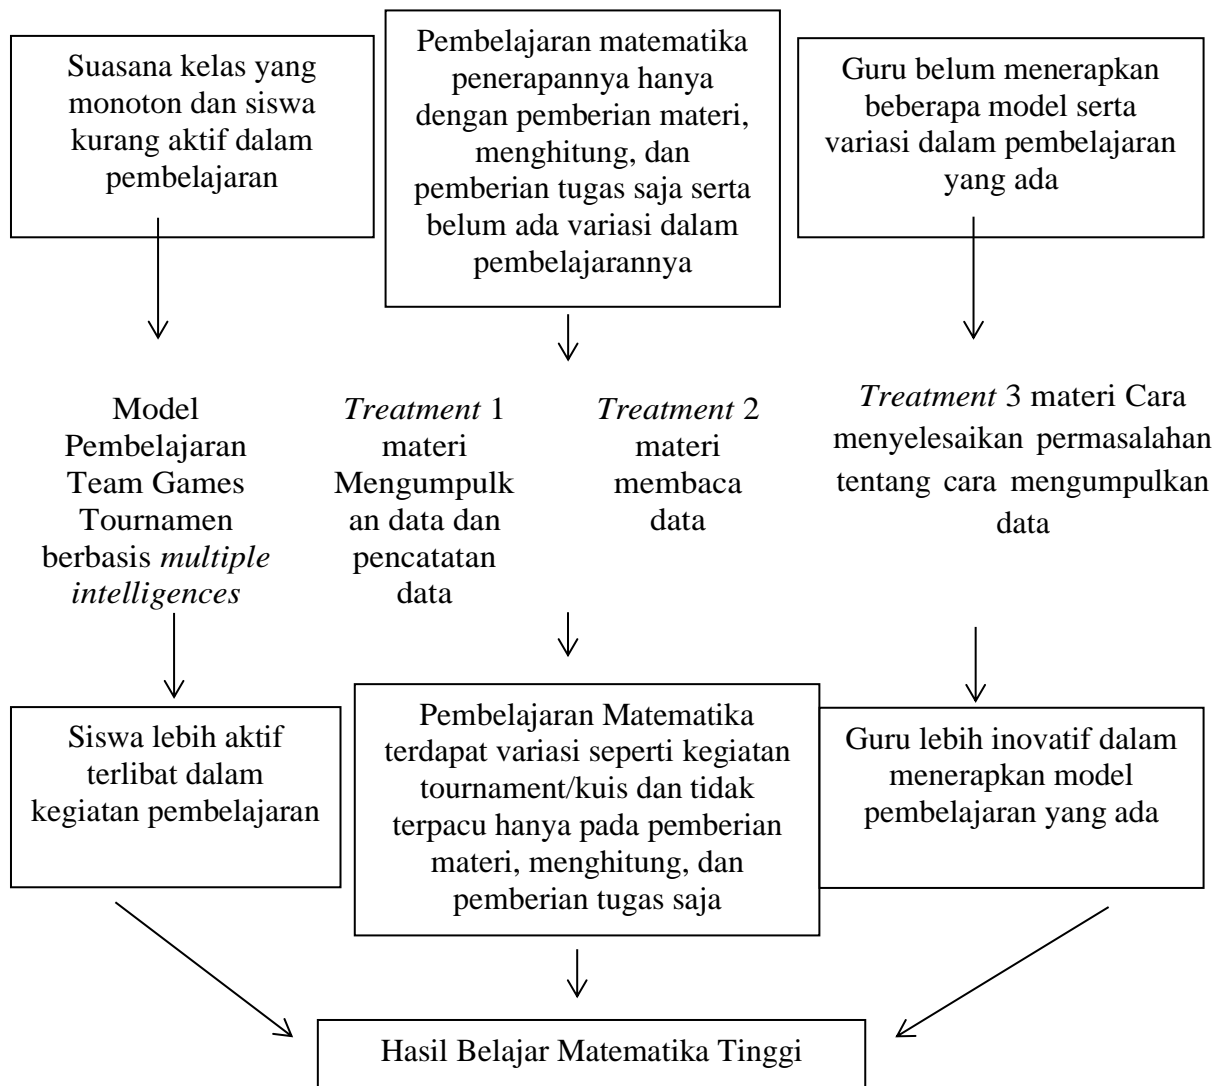 Suasana kelas yang
monoton dan siswa
kurang aktif dalam
pembelajaran
Pembelajaran matematika
penerapannya hanya
dengan pemberian materi,
menghitung, dan
pemberian tugas saja serta
belum ada variasi dalam
pembelajarannya
Guru belum menerapkan
beberapa model serta
variasi dalam pembelajaran
yang ada
Model
Pembelajaran
Team Games
Tournamen
berbasis multiple
intelligences
Treatment 1
materi
Mengumpulk
an data dan
pencatatan
data
Treatment 2
materi
membaca
data
Treatment 3 materi Cara
menyelesaikan permasalahan
tentang cara mengumpulkan
data
Siswa lebih aktif
terlibat dalam
kegiatan pembelajaran
Pembelajaran Matematika
terdapat variasi seperti kegiatan
tournament/kuis dan tidak
terpacu hanya pada pemberian
materi, menghitung, dan
pemberian tugas saja
Guru lebih inovatif dalam
menerapkan model
pembelajaran yang ada
Hasil Belajar Matematika Tinggi